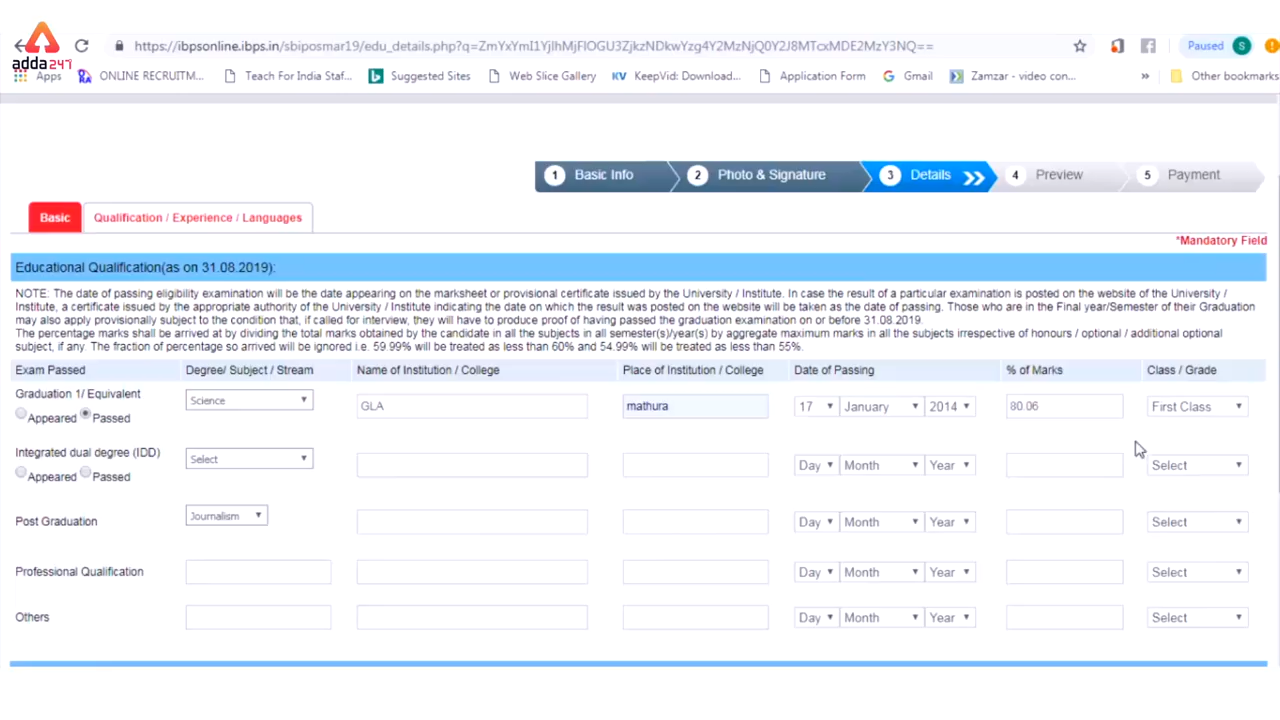 https://ibpsonline.ibps.in/sbiposmar19/edu_details.php?q=
Paused S
adda247
Apps ONLINE RECRUITM... Teach For India Staf... Suggested Sites Web Slice Gallery KV KeepVid: Download... Application Form Gmail Zamzar - video con... » Other bookmarks
1 Basic Info 2 Photo & Signature 3 Details 4 Preview 5 Payment
Basic Qualification / Experience / Languages
*Mandatory Field
Educational Qualification(as on 31.08.2019):
NOTE: The date of passing eligibility examination will be the date appearing on the marksheet or provisional certificate issued by the University / Institute. In case the result of a particular examination is posted on the website of the University /
Institute, a certificate issued by the appropriate authority of the University / Institute indicating the date on which the result was posted on the website will be taken as the date of passing. Those who are in the Final year/Semester of their Graduation
may also apply provisionally subject to the condition that, if called for interview, they will have to produce proof of having passed the graduation examination on or before 31.08.2019.
The percentage marks shall be arrived at by dividing the total marks obtained by the candidate in all the subjects in all semester(s)/year(s) by aggregate maximum marks in all the subjects irrespective of honours / optional / additional optional
subject, if any. The fraction of percentage so arrived will be ignored i.e. 59.99% will be treated as less than 60% and 54.99% will be treated as less than 55%.
Exam Passed Degree/ Subject / Stream Name of Institution / College Place of Institution / College Date of Passing % of Marks Class / Grade
Graduation 1/ Equivalent
Science GLA mathura 17 January 2014 80.06 First Class
Appeared Passed
Integrated dual degree (IDD)
Select Day Month Year Select
Appeared Passed
Post Graduation Journalism Day Month Year Select
Professional Qualification Day Month Year Select
Others Day Month Year Select